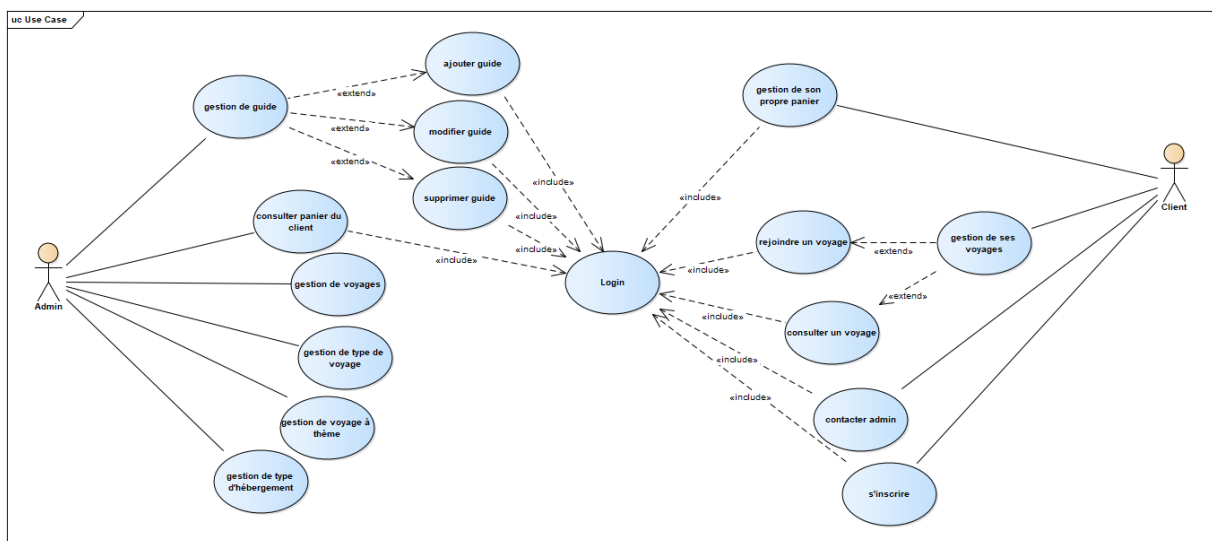 uc Use Case
ajouter guide
gestion de guide
«extend»
«extend»
modifier guide
«extend»
supprimer guide
«include»
«include»
«include»
consulter panier du
client
«include»
Admin
gestion de voyages
gestion de type de
voyage
gestion de voyage à
thème
gestion de type
d'hébergement
Login
gestion de son
propre panier
«include»
Client
rejoindre un voyage
«extend»
gestion de ses
voyages
«include»
«extend»
«include»
consulter un voyage
«include»
«include»
contacter admin
s'inscrire